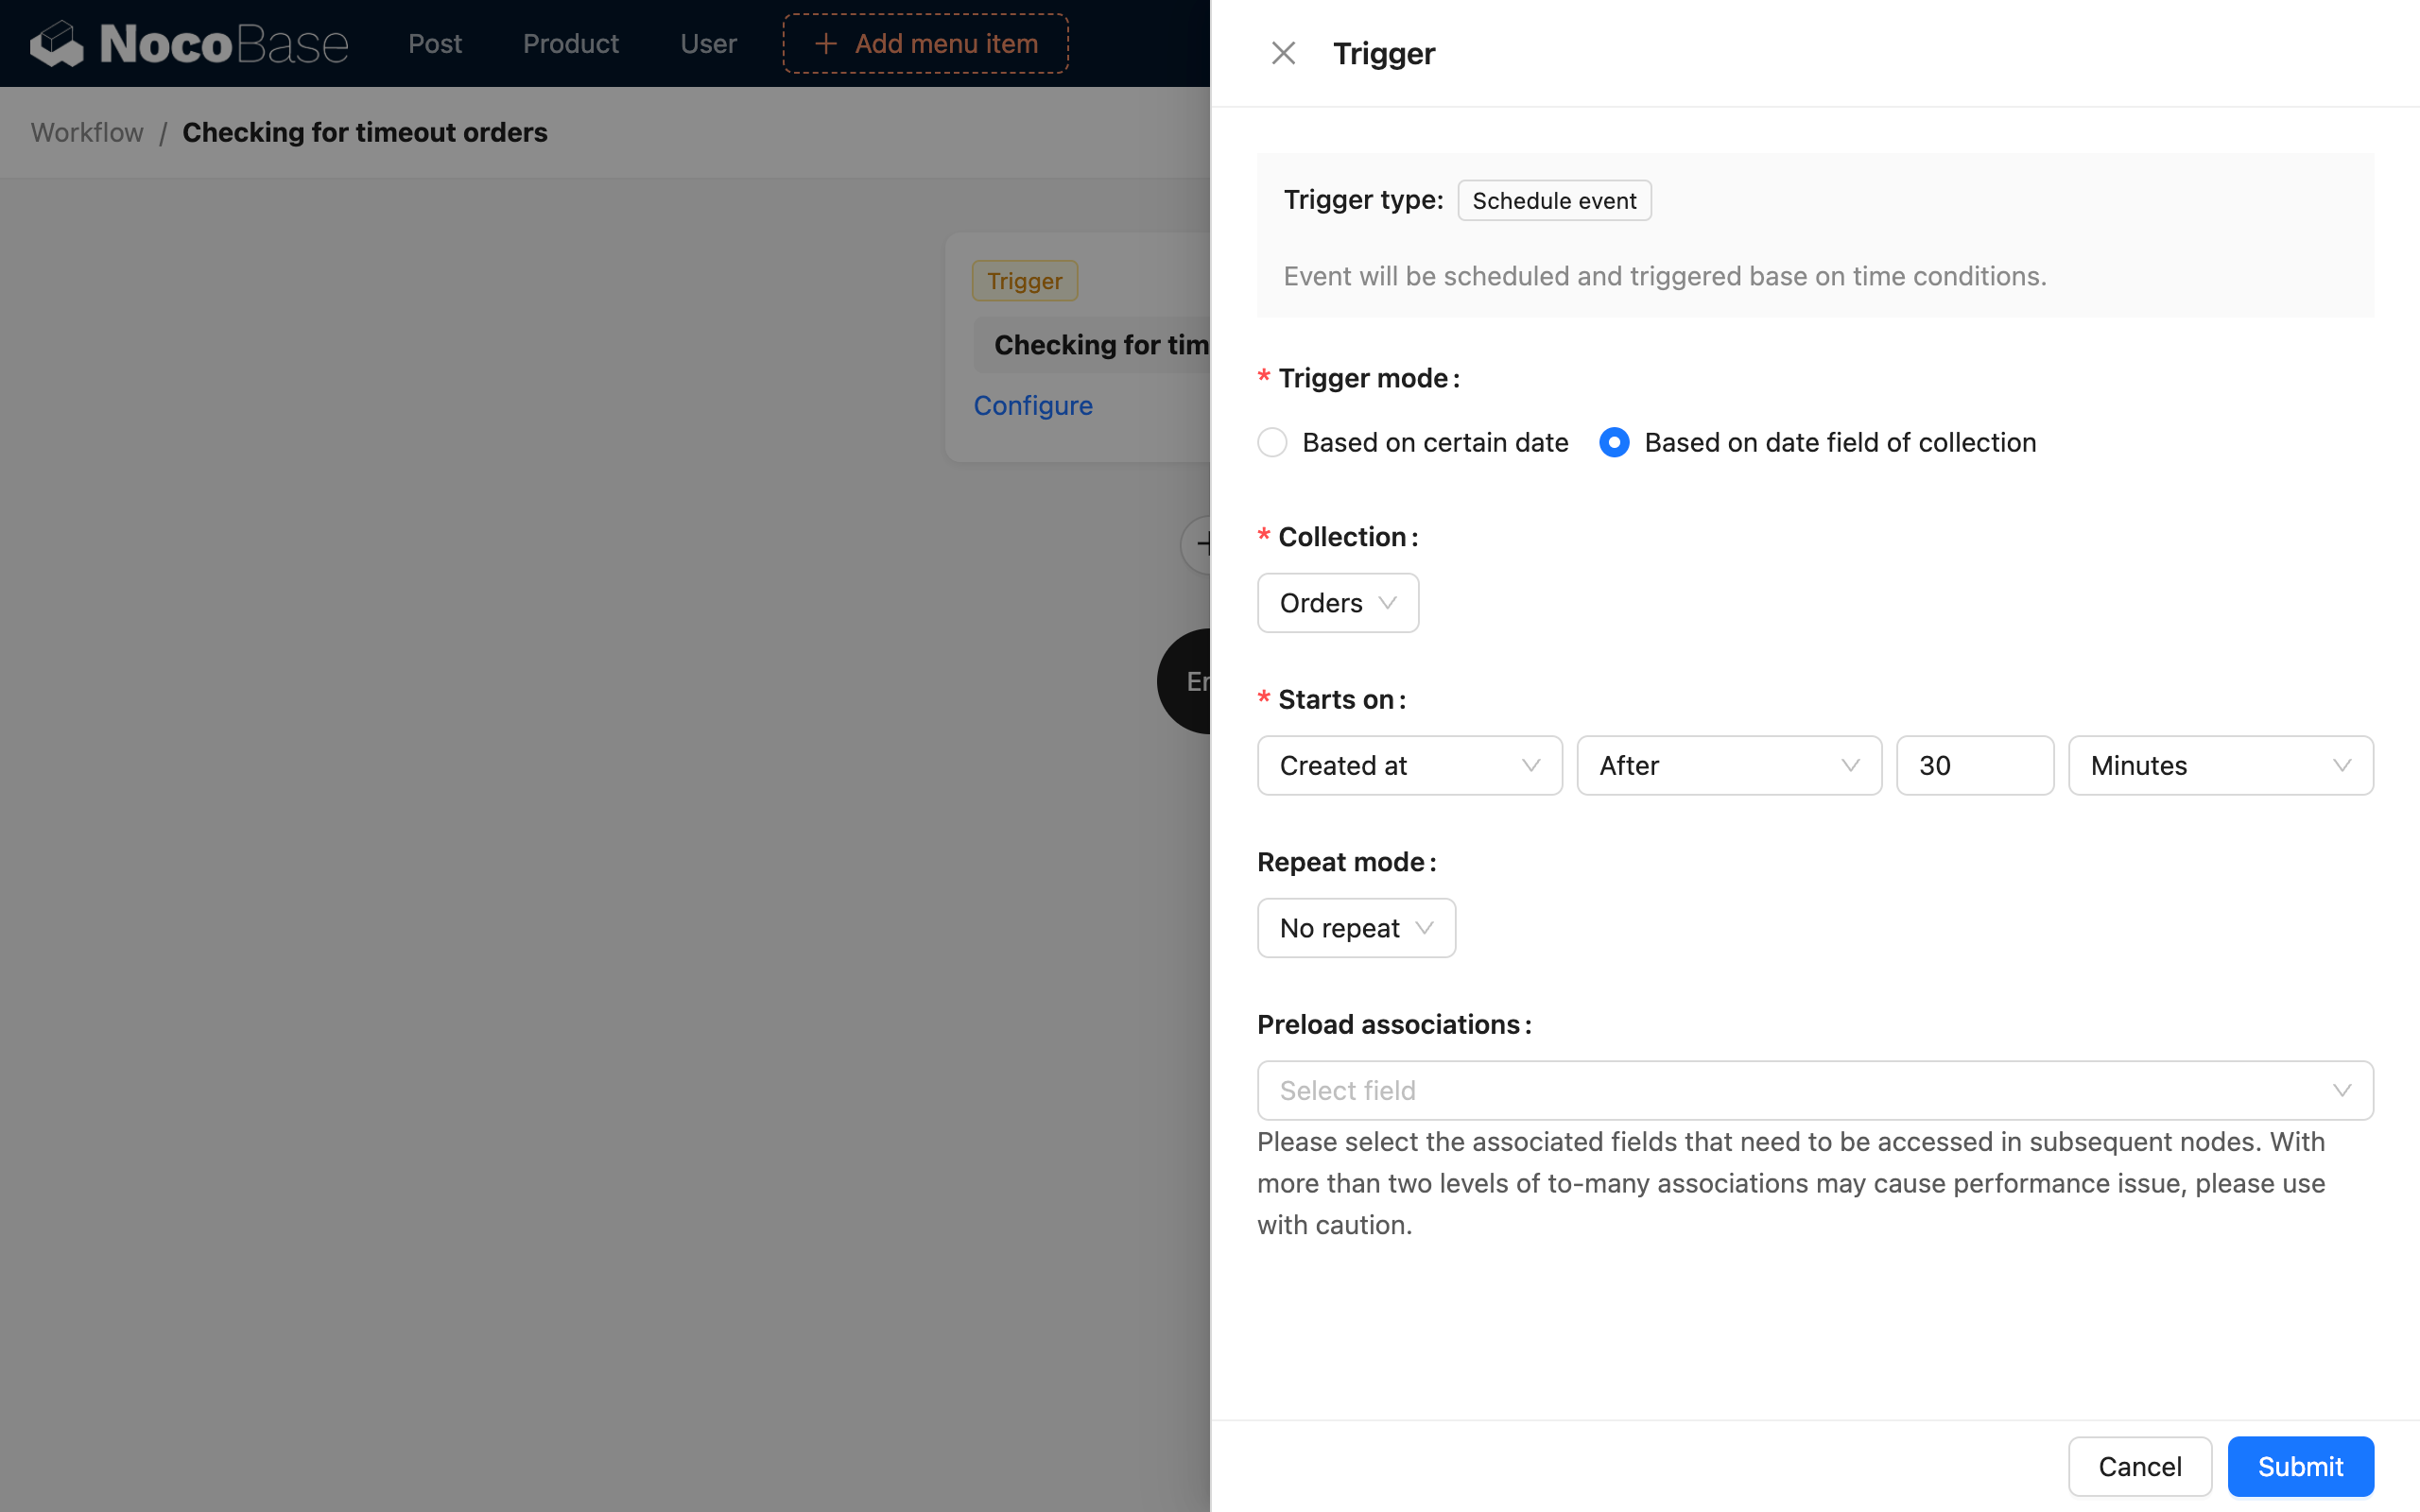 NocoBase Post Product User + Add menu item
Workflow / Checking for timeout orders
Trigger
Checking for tim
Configure
Trigger
Trigger type: Schedule event
Event will be scheduled and triggered base on time conditions.
* Trigger mode:
Based on certain date Based on date field of collection
* Collection:
Orders
* Starts on:
Created at After 30 Minutes
Repeat mode:
No repeat
Preload associations:
Select field
Please select the associated fields that need to be accessed in subsequent nodes. With
more than two levels of to-many associations may cause performance issue, please use
with caution.
Cancel Submit